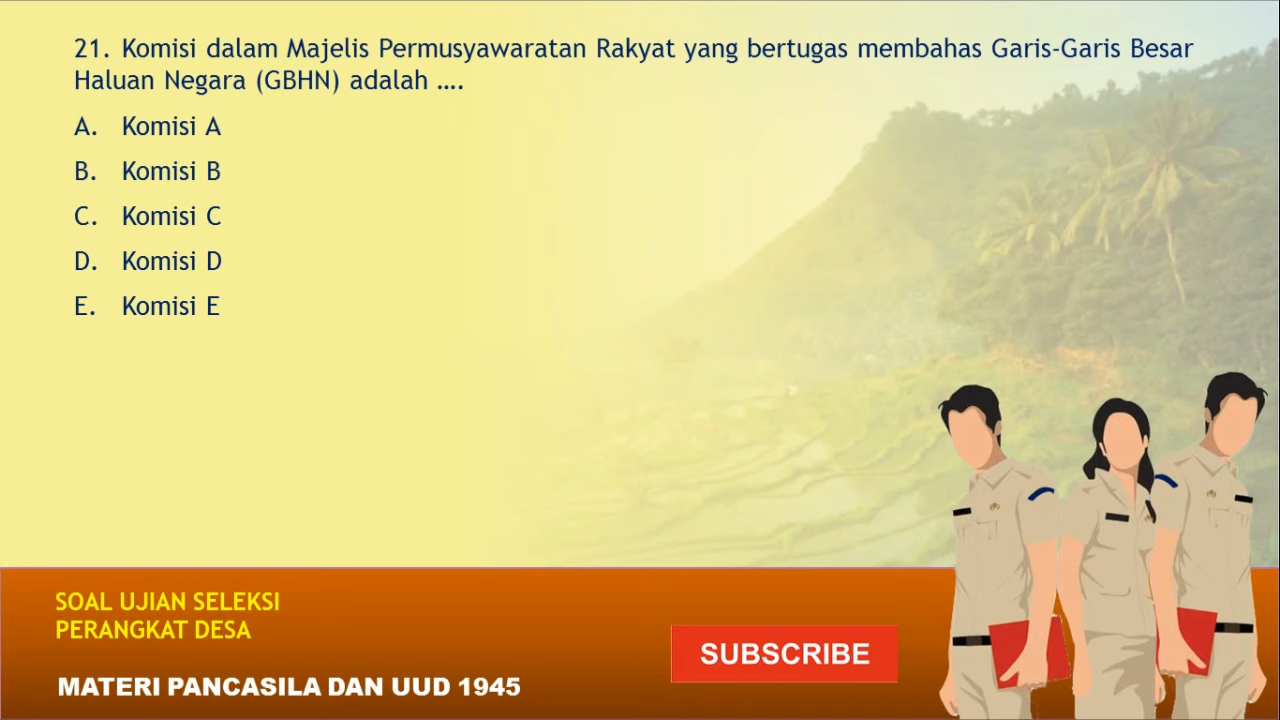 21. Komisi dalam Majelis Permusyawaratan Rakyat yang bertugas membahas Garis-Garis Besar
Haluan Negara (GBHN) adalah ....
A. Komisi A
B. Komisi B
C. Komisi C
D. Komisi D
E. Komisi E
SOAL UJIAN SELEKSI
PERANGKAT DESA
SUBSCRIBE
MATERI PANCASILA DAN UUD 1945